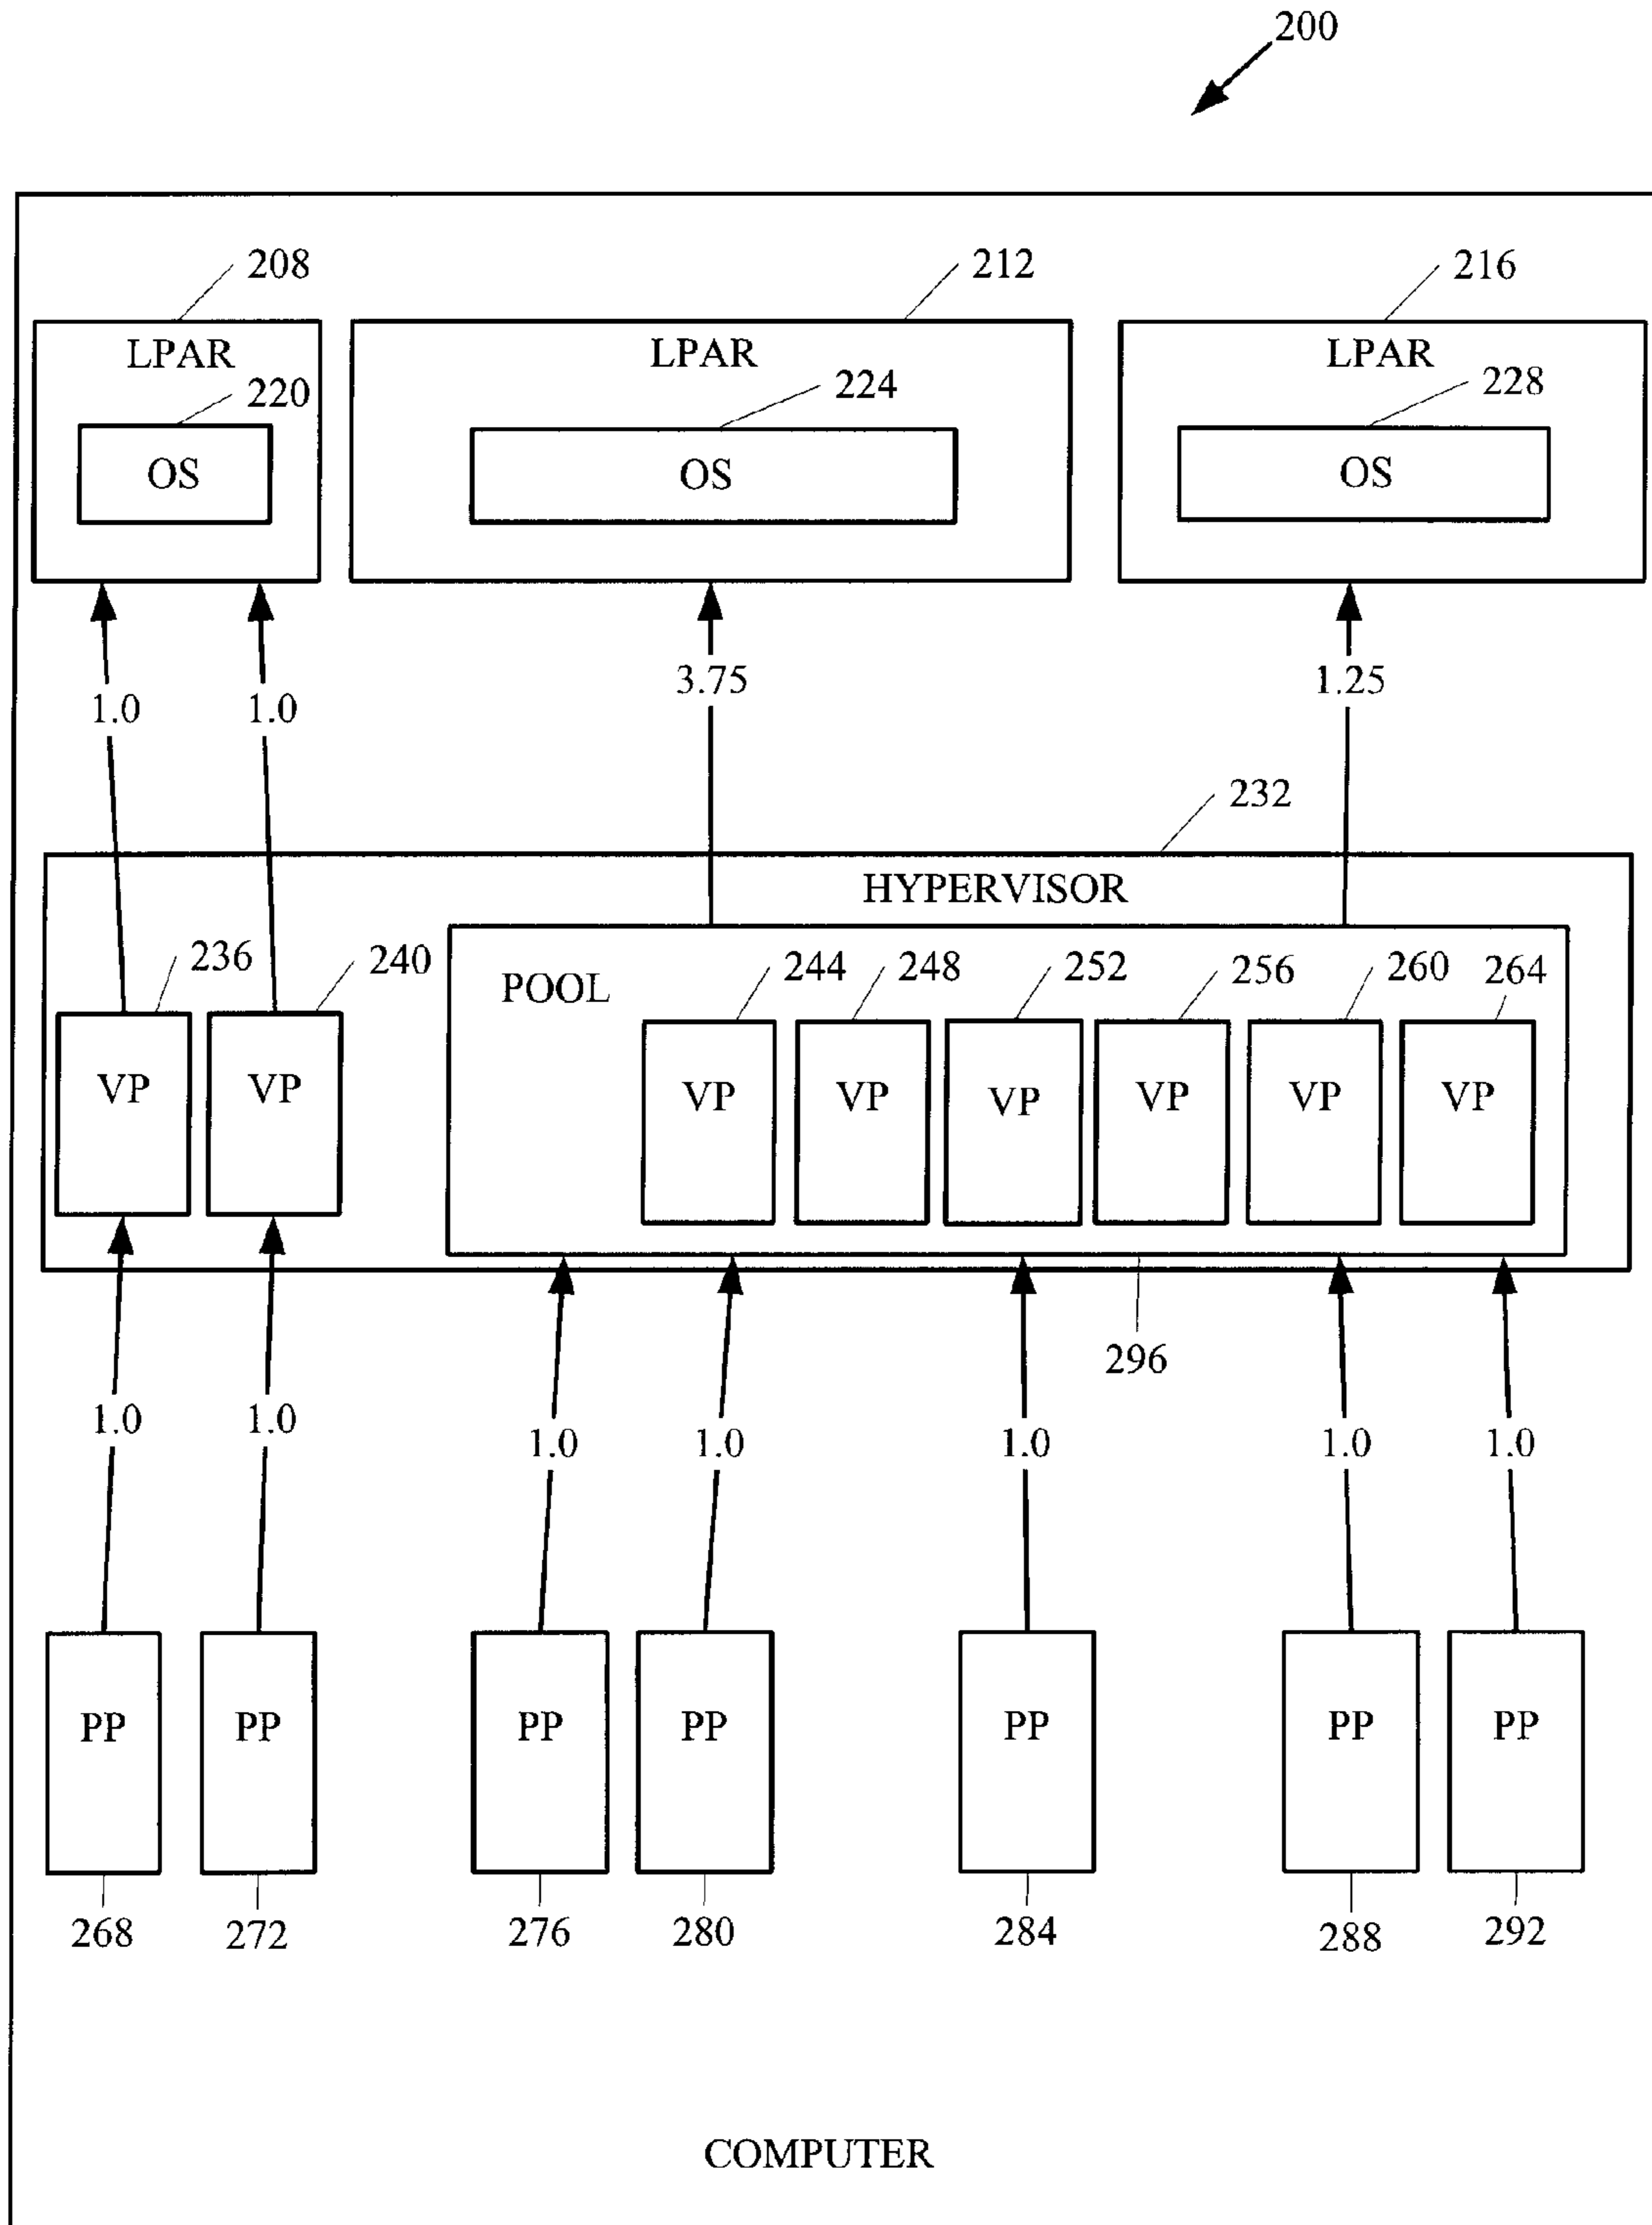 200
208
212
216
LPAR
LPAR
LPAR
220
224
228
OS
OS
OS
1.0
1.0
3.75
1.25
232
HYPERVISOR
236
240
POOL
244
248
252
256
260
264
VP
VP
VP
VP
VP
VP
VP
VP
296
1.0
1.0
1.0
1.0
1.0
1.0
1.0
PP
PP
PP
PP
PP
PP
PP
268
272
276
280
284
288
292
COMPUTER